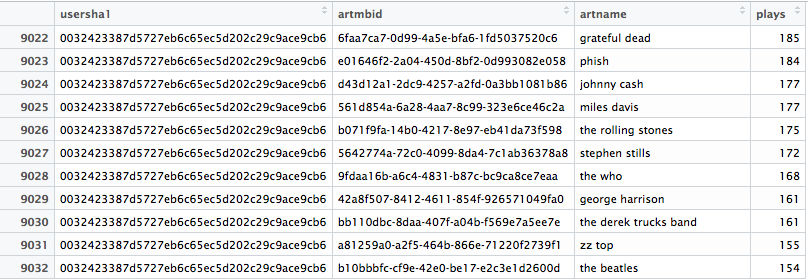 usersha1 artmbid artname plays
9022 0032423387d5727eb6c65ec5d202c29c9ace9cb6 6faa7ca7-0d99-4a5e-bfa6-1fd5037520c6 grateful dead 185
9023 0032423387d5727eb6c65ec5d202c29c9ace9cb6 e01646f2-2a04-450d-8bf2-0d993082e058 phish 184
9024 0032423387d5727eb6c65ec5d202c29c9ace9cb6 d43d12a1-2dc9-4257-a2fd-0a3bb1081b86 johnny cash 177
9025 0032423387d5727eb6c65ec5d202c29c9ace9cb6 561d854a-6a28-4aa7-8c99-323e6ce46c2a miles davis 177
9026 0032423387d5727eb6c65ec5d202c29c9ace9cb6 b071f9fa-14b0-4217-8e97-eb41da73f598 the rolling stones 175
9027 0032423387d5727eb6c65ec5d202c29c9ace9cb6 5642774a-72c0-4099-8da4-7c1ab36378a8 stephen stills 172
9028 0032423387d5727eb6c65ec5d202c29c9ace9cb6 9fdaa16b-a6c4-4831-b87c-bc9ca8ce7eaa the who 168
9029 0032423387d5727eb6c65ec5d202c29c9ace9cb6 42a8f507-8412-4611-854f-926571049fa0 george harrison 161
9030 0032423387d5727eb6c65ec5d202c29c9ace9cb6 bb110dbc-8daa-407f-a04b-f569e7a5ee7e the derek trucks band 161
9031 0032423387d5727eb6c65ec5d202c29c9ace9cb6 a81259a0-a2f5-464b-866e-71220f2739f1 zz top 155
9032 0032423387d5727eb6c65ec5d202c29c9ace9cb6 b10bbbfc-cf9e-42e0-be17-e2c3e1d2600d the beatles 154